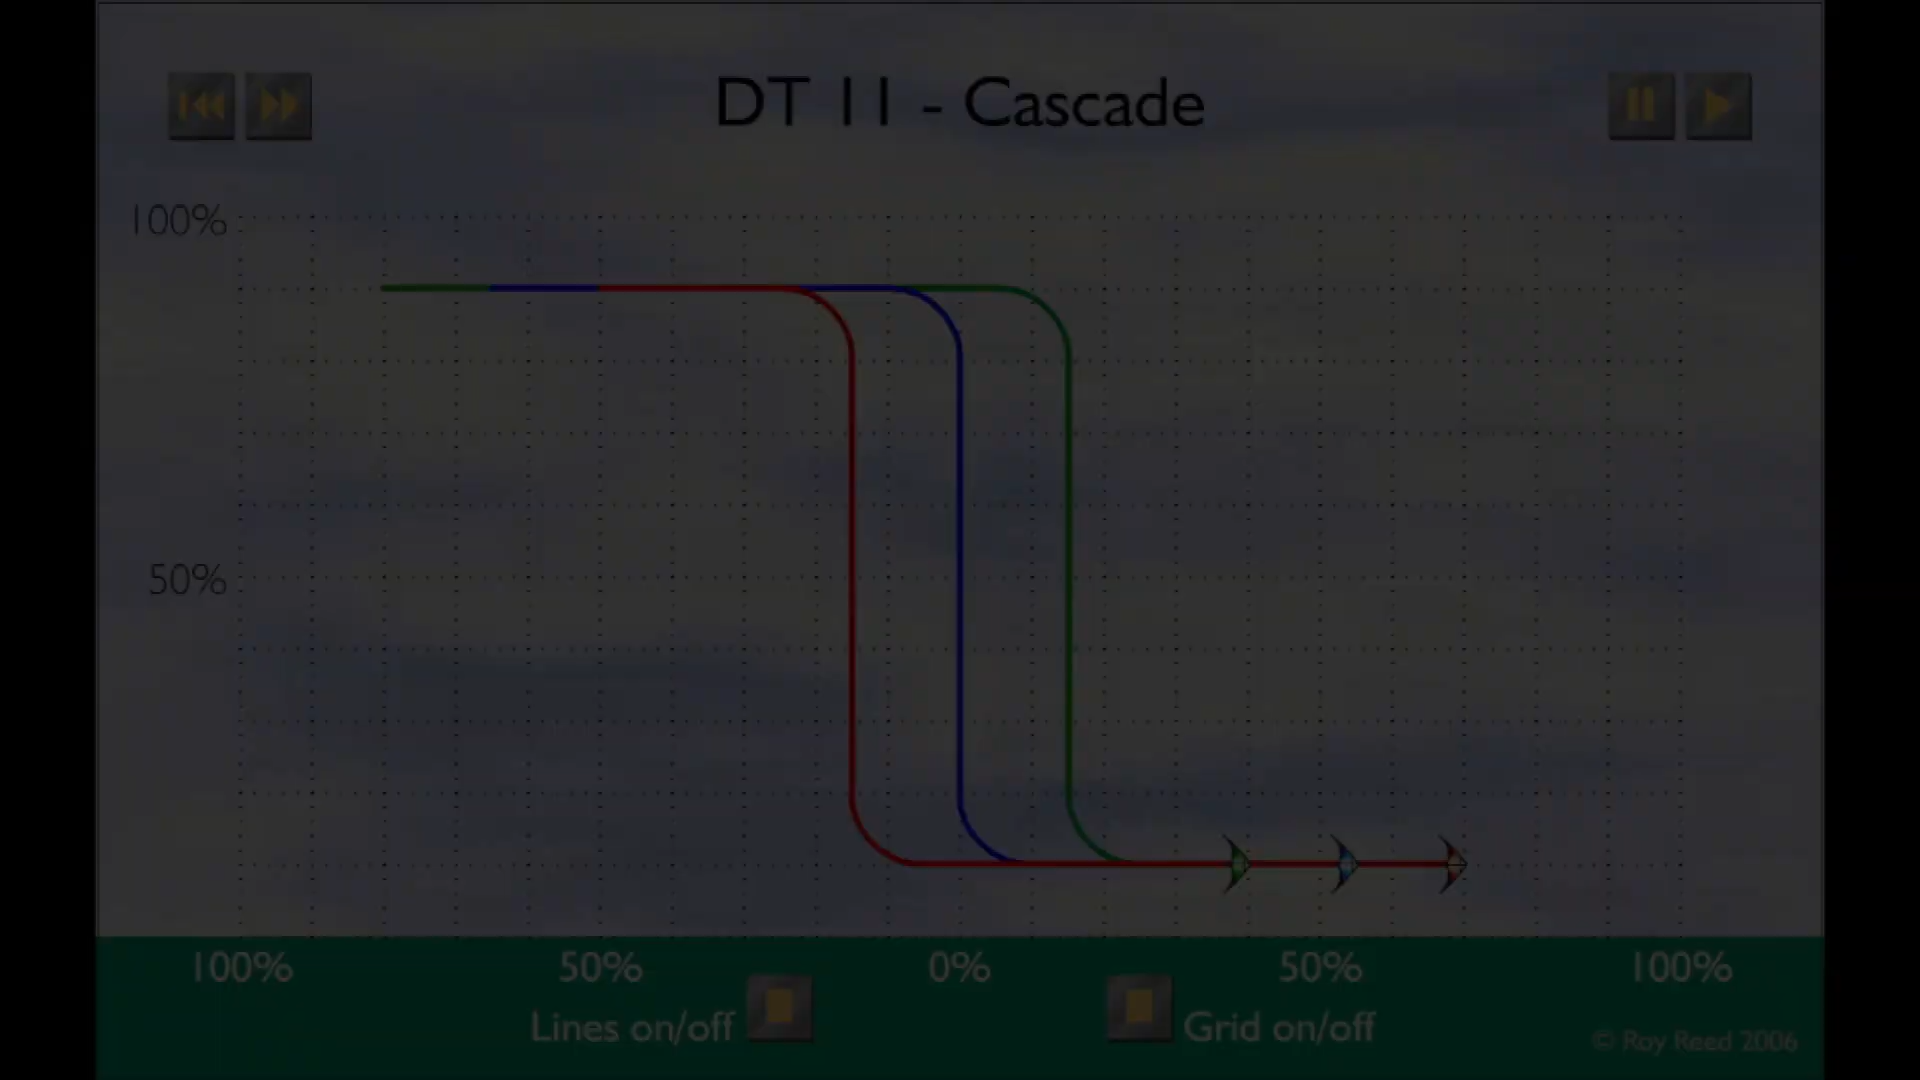 DT 11 - Cascade
100%
50%
100% 50% 0% 50% 100%
Lines on/off Grid on/off
© Roy Reed 2006